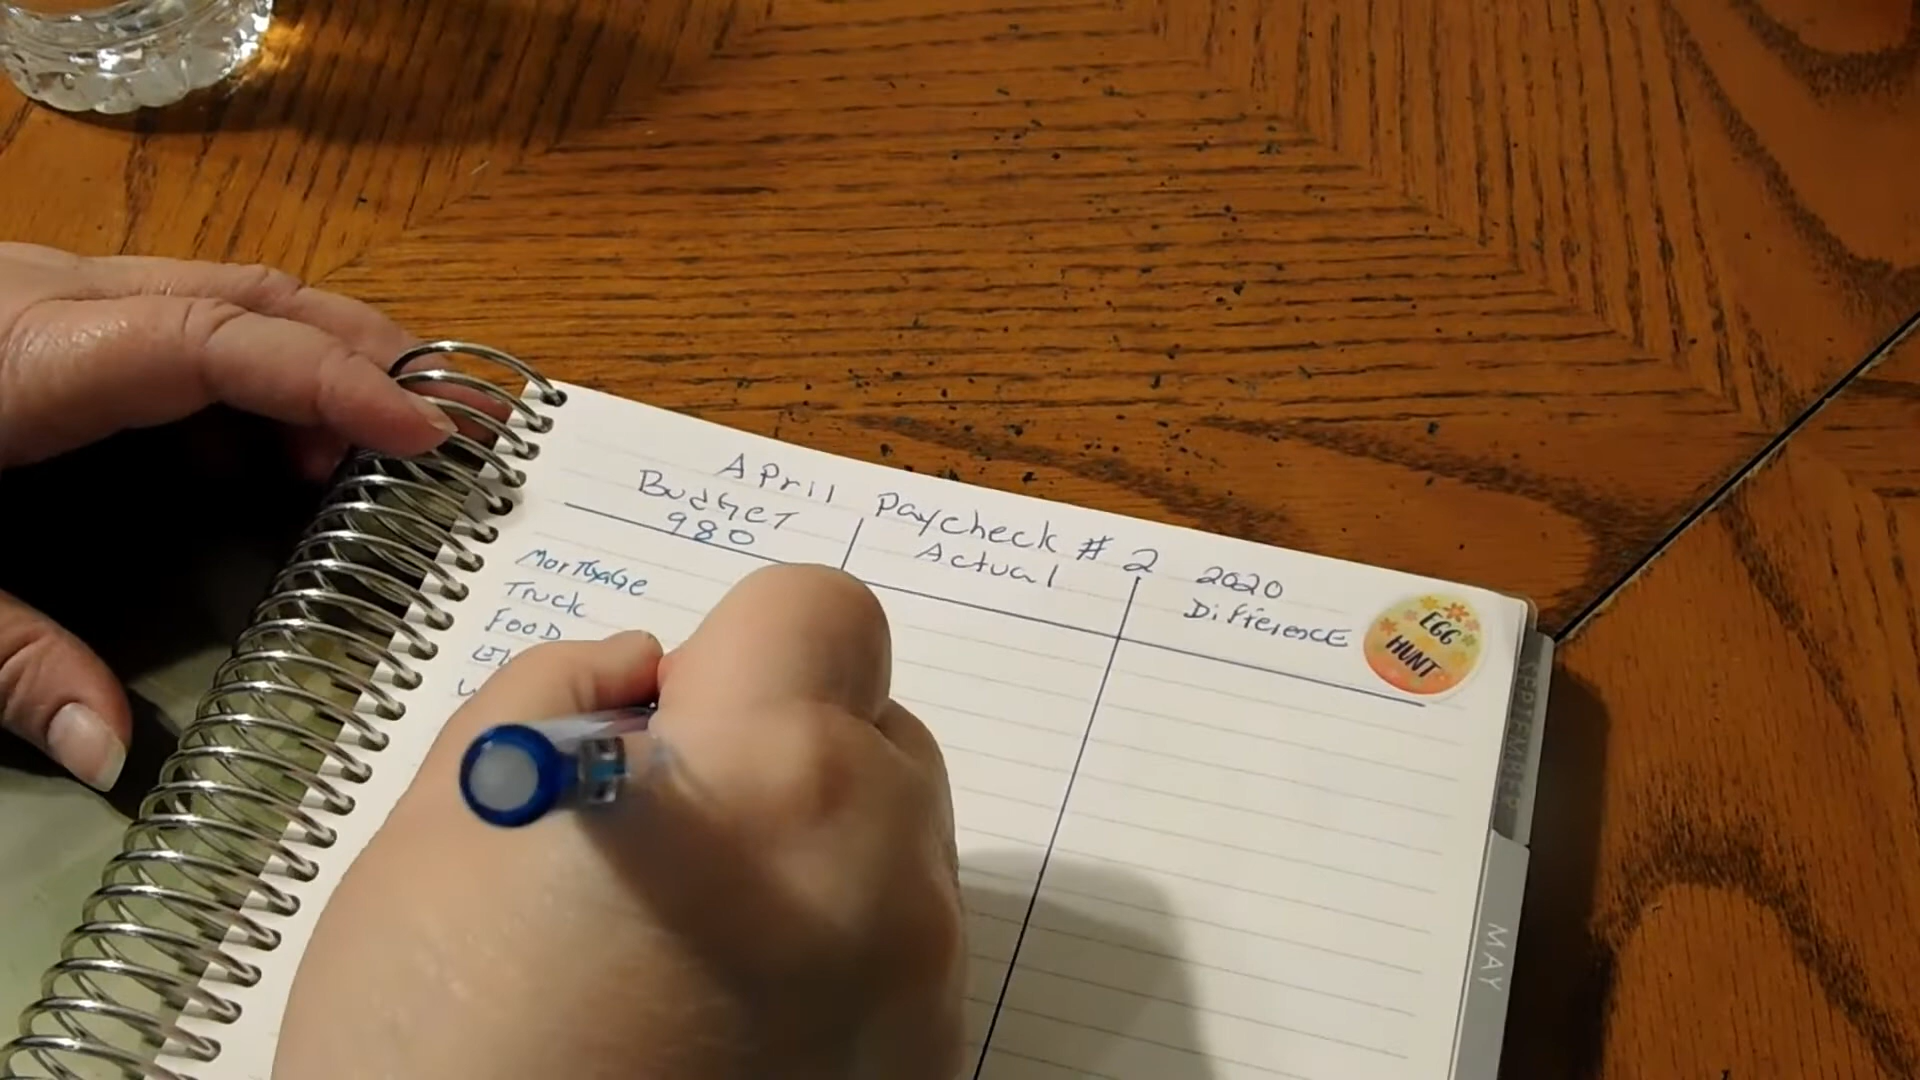 APril Paycheck # 2 2020
Budget Actual Difference
980
Mortgage
Truck
Food
EGG
HUNT
SEPTEMBER
MAY